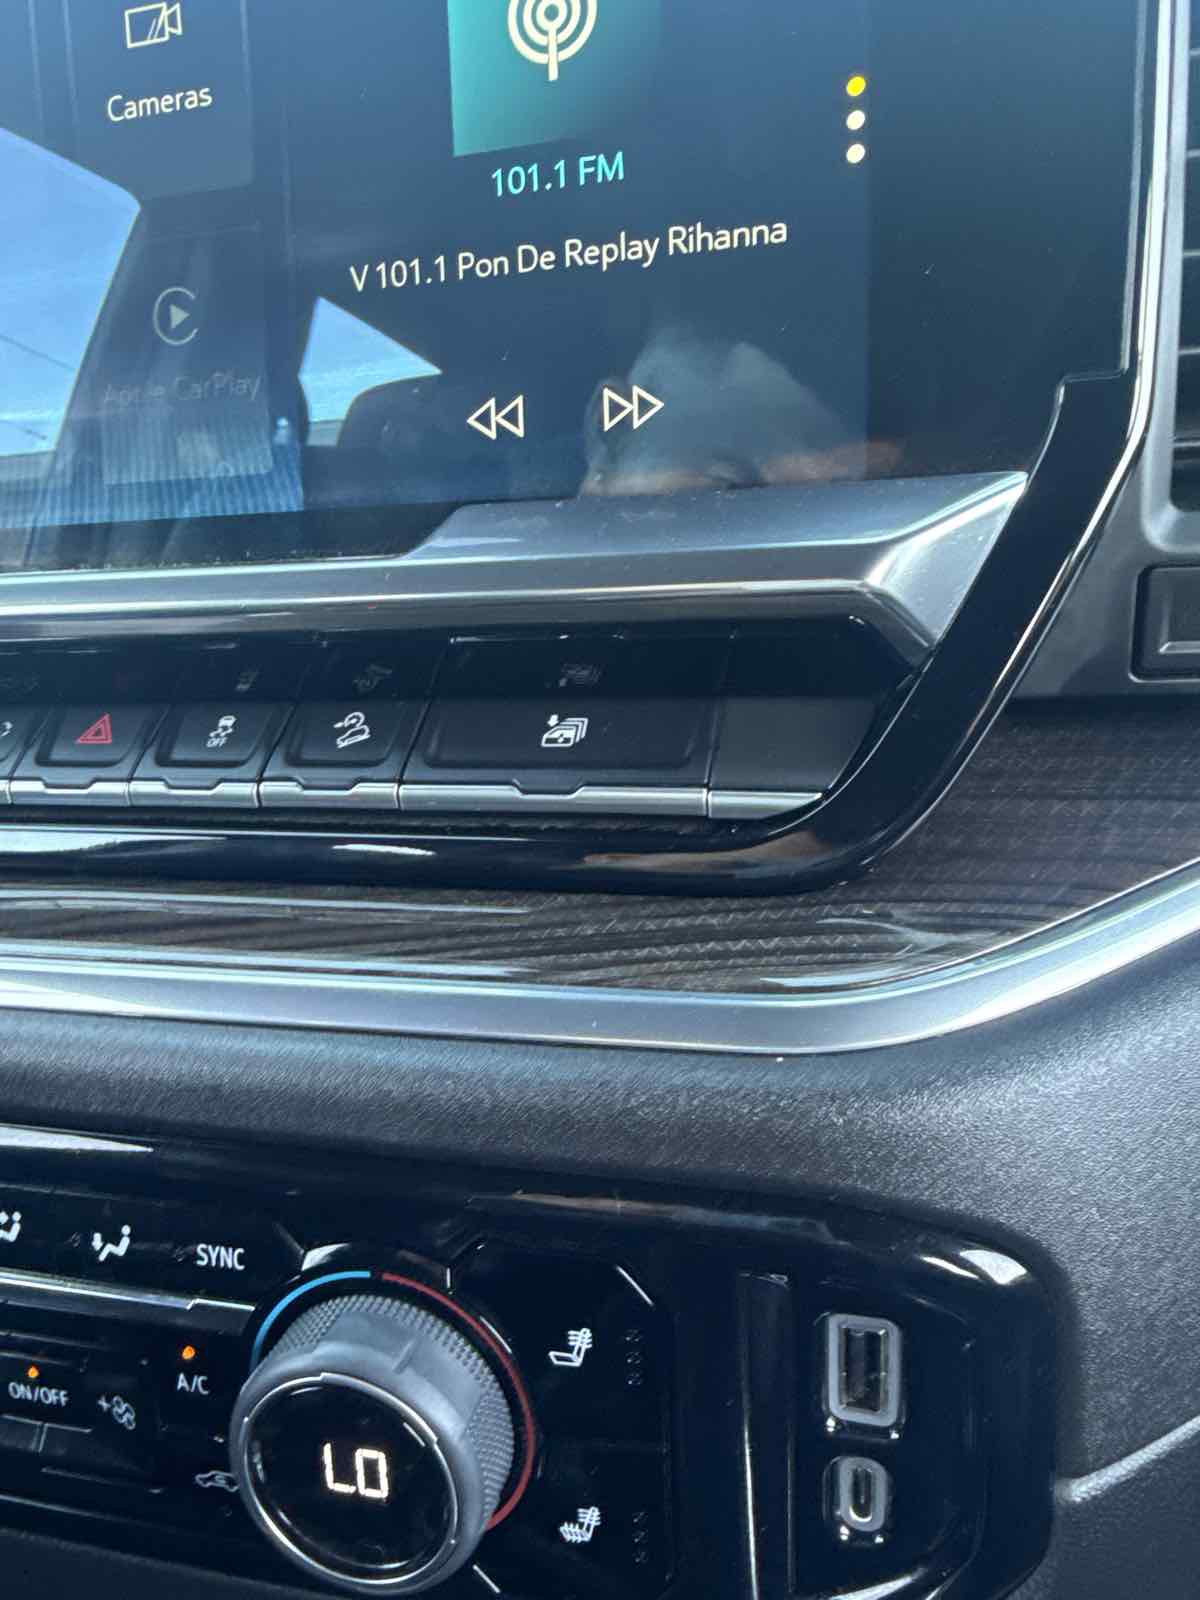 Cameras
101.1 FM
V 101.1 Pon De Replay Rihanna
Apple CarPlay
OFF
SYNC
A/C
ON/OFF
LO